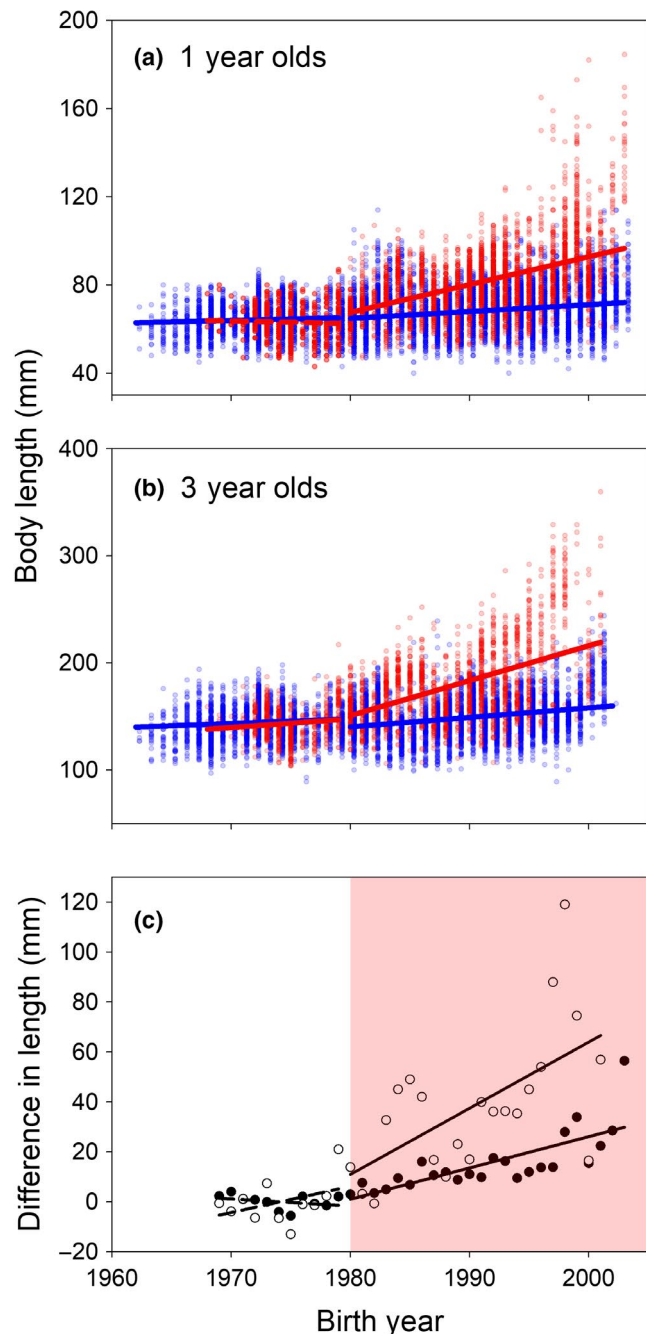 200
(a) 1 year olds
160
120
80
40
Body length (mm)
400
(b) 3 year olds
300
200
100
120
(c)
100
80
60
40
20
0
–20
Difference in length (mm)
1960 1970 1980 1990 2000
Birth year